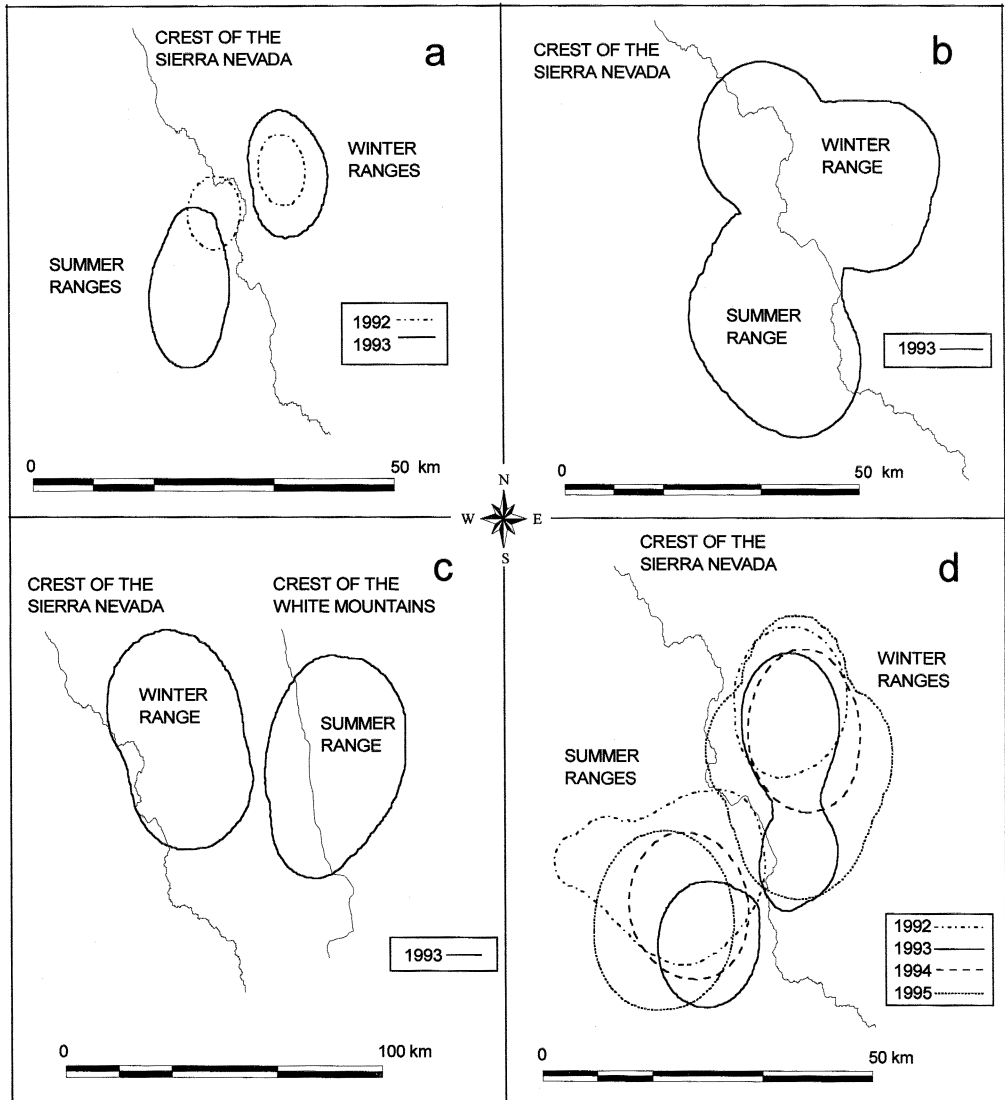 CREST OF THE
SIERRA NEVADA
a
WINTER
RANGES
SUMMER
RANGES
1992
1993
0 50 km
CREST OF THE
SIERRA NEVADA
b
WINTER
RANGE
SUMMER
RANGE
1993
0 50 km
N
W E
S
CREST OF THE
SIERRA NEVADA
CREST OF THE
WHITE MOUNTAINS
c
WINTER
RANGE
SUMMER
RANGE
1993
0 100 km
CREST OF THE
SIERRA NEVADA
d
WINTER
RANGES
SUMMER
RANGES
1992
1993
1994
1995
0 50 km